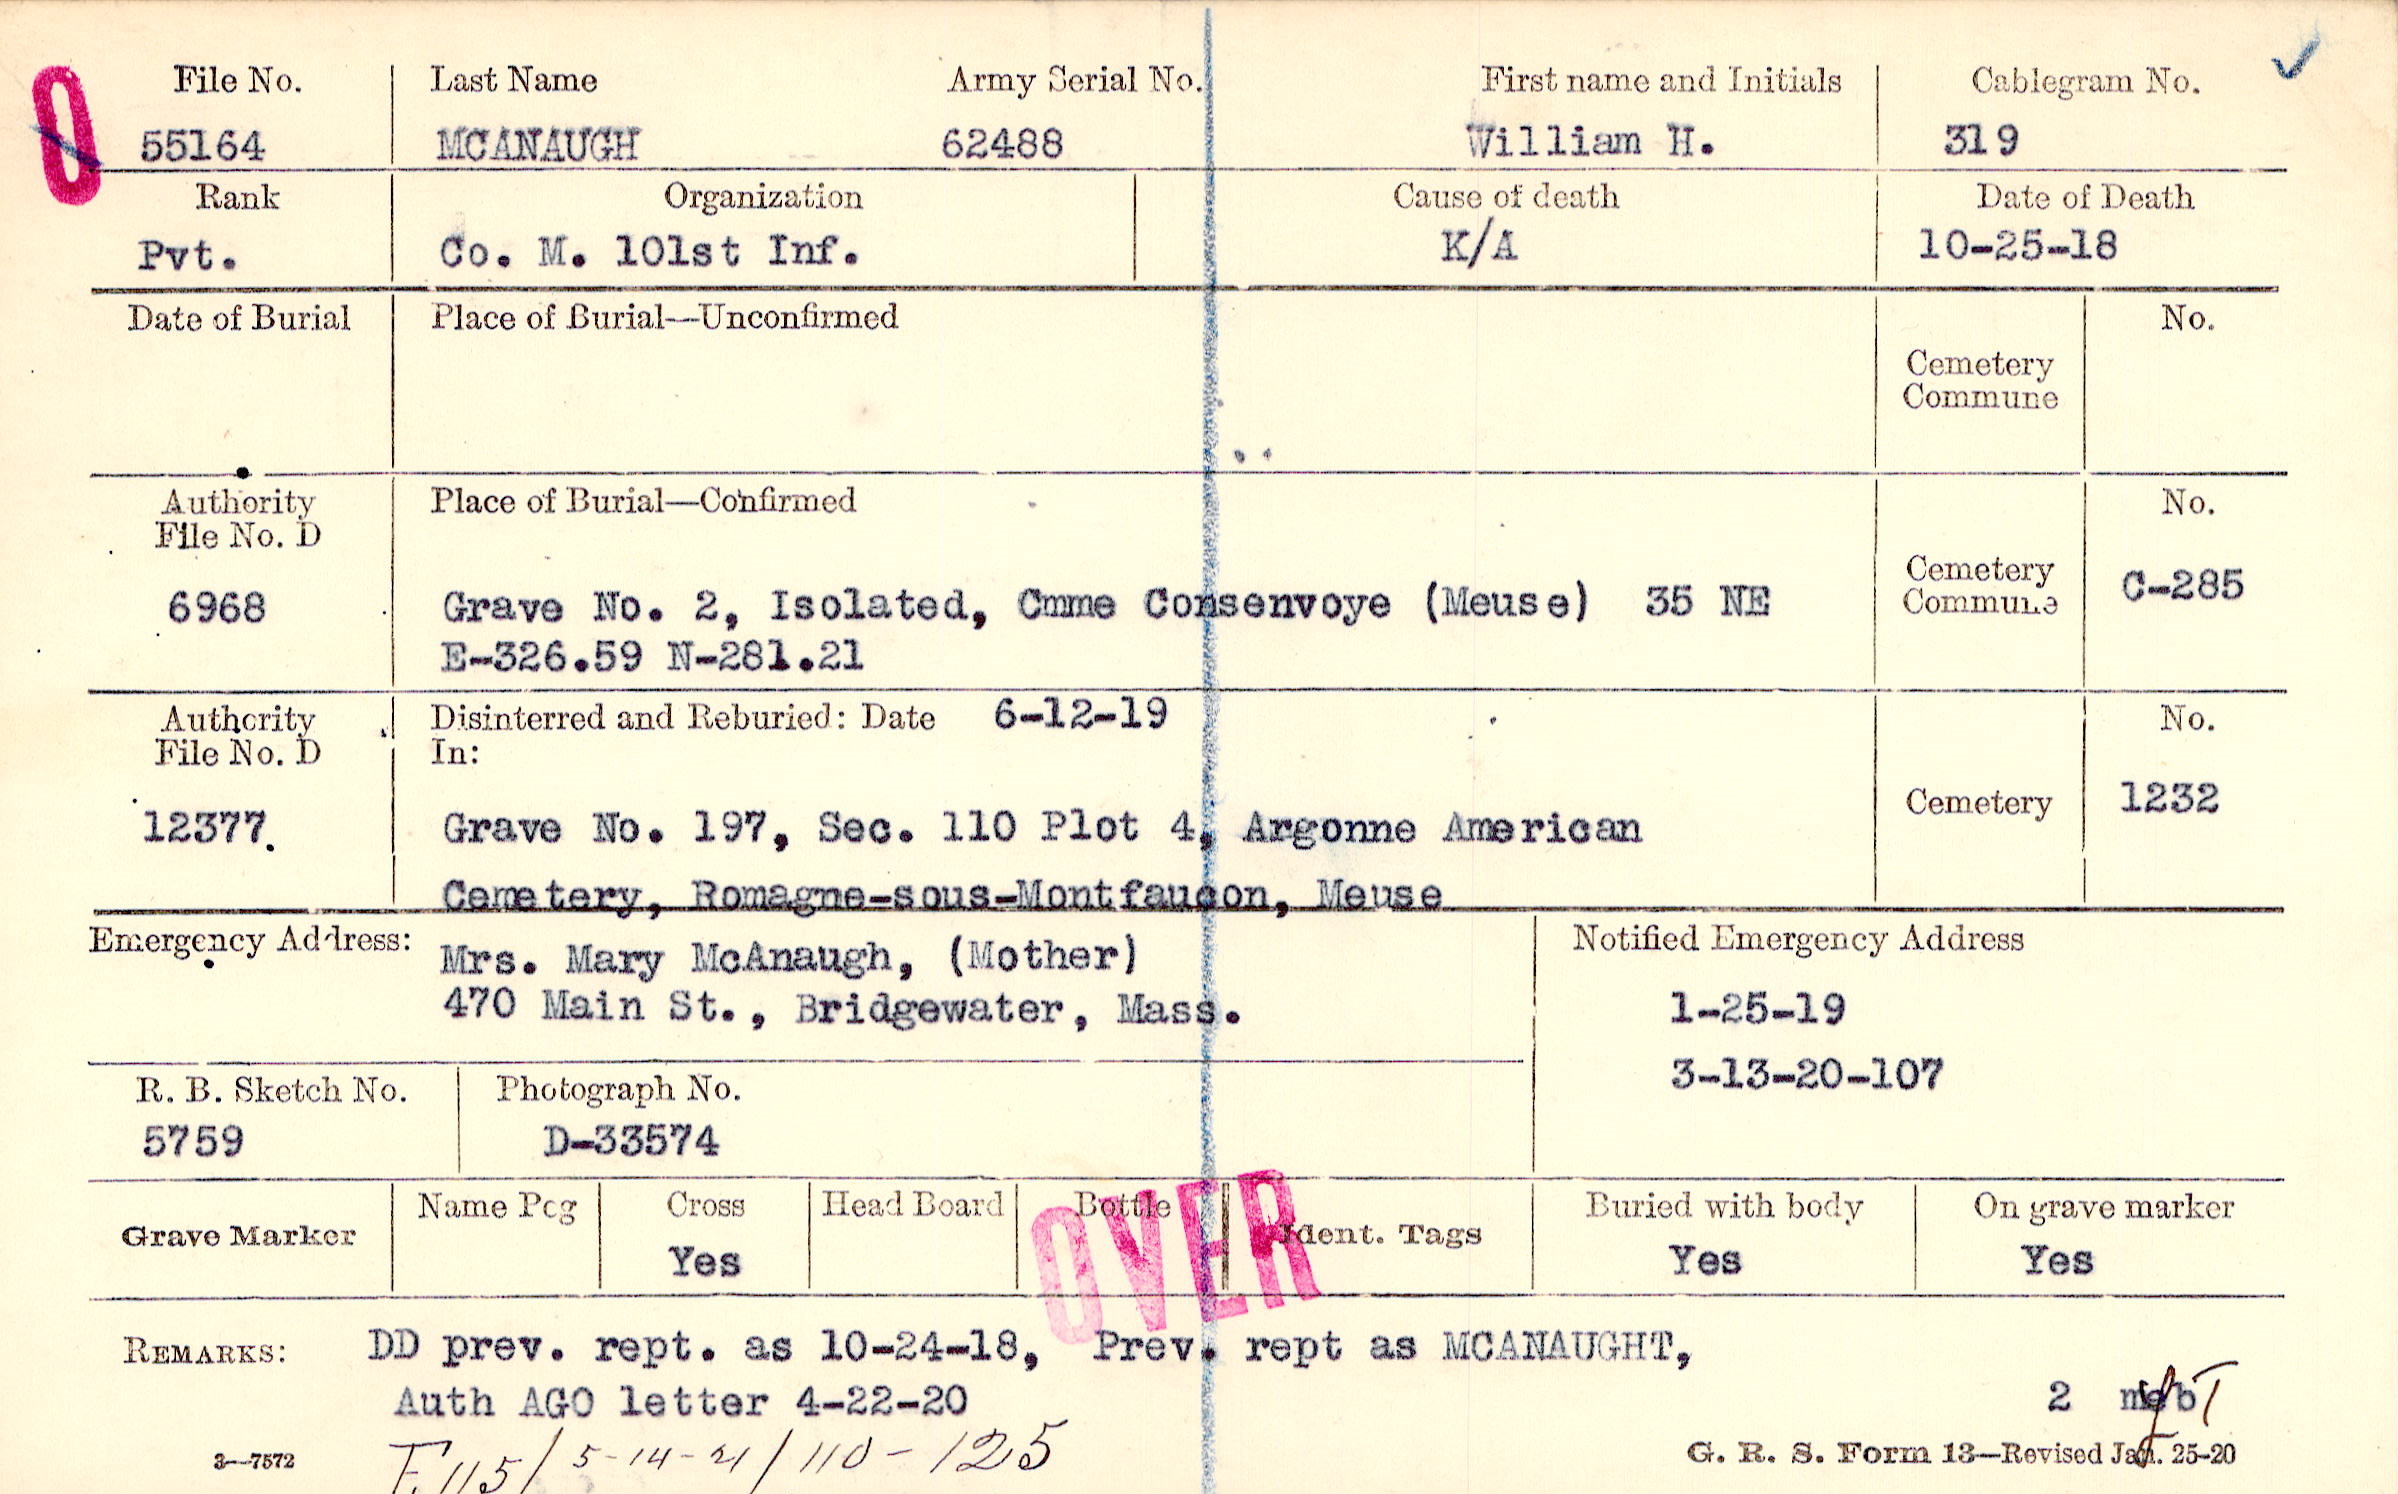 0
File No. Last Name Army Serial No. First name and Initials Cablegram No.
55164 MCANAUGH 62488 William H. 319
Rank Organization Cause of death Date of Death
Pvt. Co. M. 101st Inf. K/A 10-25-18
Date of Burial Place of Burial—Unconfirmed No.
Cemetery
Commune
Authority Place of Burial—Confirmed No.
File No. D
Cemetery
Commune
6968 Grave No. 2, Isolated, Cmme Consenvoye (Meuse) 35 NE C-285
E-326.59 N-281.21
Authority Disinterred and Reburied: Date 6-12-19 No.
File No. D In:
Cemetery 1232
12377. Grave No. 197, Sec. 110 Plot 4, Argonne American
Cemetery, Romagne-sous-Montfaucon, Meuse
Emergency Address: Mrs. Mary McAnaugh, (Mother) Notified Emergency Address
470 Main St., Bridgewater, Mass. 1-25-19
3-13-20-107
R. B. Sketch No. Photograph No.
5759 D-33574
Grave Marker Name Peg Cross Head Board Bottle Ident. Tags Buried with body On grave marker
Yes Yes Yes
OVER
REMARKS: DD prev. rept. as 10-24-18, Prev. rept as MCANAUGHT,
Auth AGO letter 4-22-20 2
3—7572 E115/5-14-21/110-125 G. R. S. Form 13—Revised Jan. 25-20